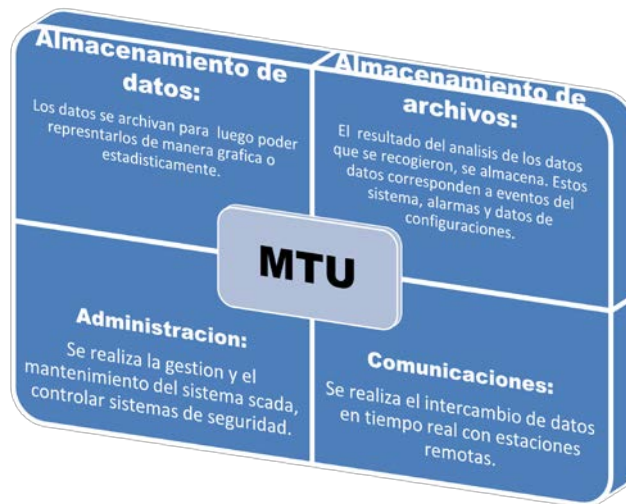 Almacenamiento de
datos:
Los datos se archivan para luego poder
represntarlos de manera grafica o
estadisticamente.
Almacenamiento de
archivos:
El resultado del analisis de los datos
que se recogieron, se almacena. Estos
datos corresponden a eventos del
sistema, alarmas y datos de
configuraciones.
MTU
Administracion:
Se realiza la gestion y el
mantenimiento del sistema scada,
controlar sistemas de seguridad.
Comunicaciones:
Se realiza el intercambio de datos
en tiempo real con estaciones
remotas.